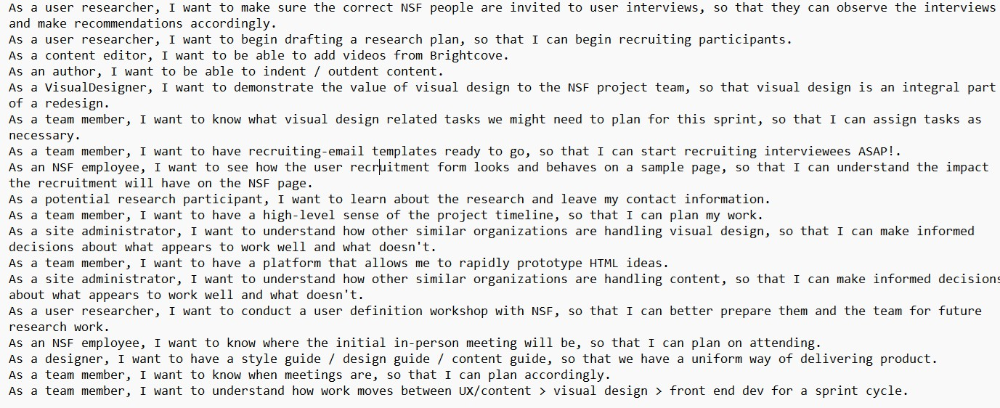 As a user researcher, I want to make sure the correct NSF people are invited to user interviews, so that they can observe the interviews
and make recommendations accordingly.
As a user researcher, I want to begin drafting a research plan, so that I can begin recruiting participants.
As a content editor, I want to be able to add videos from Brightcove.
As an author, I want to be able to indent / outdent content.
As a VisualDesigner, I want to demonstrate the value of visual design to the NSF project team, so that visual design is an integral part
of a redesign.
As a team member, I want to know what visual design related tasks we might need to plan for this sprint, so that I can assign tasks as
necessary.
As a team member, I want to have recruiting-email templates ready to go, so that I can start recruiting interviewees ASAP!.
As an NSF employee, I want to see how the user recruitment form looks and behaves on a sample page, so that I can understand the impact
the recruitment will have on the NSF page.
As a potential research participant, I want to learn about the research and leave my contact information.
As a team member, I want to have a high-level sense of the project timeline, so that I can plan my work.
As a site administrator, I want to understand how other similar organizations are handling visual design, so that I can make informed
decisions about what appears to work well and what doesn't.
As a team member, I want to have a platform that allows me to rapidly prototype HTML ideas.
As a site administrator, I want to understand how other similar organizations are handling content, so that I can make informed decisions
about what appears to work well and what doesn't.
As a user researcher, I want to conduct a user definition workshop with NSF, so that I can better prepare them and the team for future
research work.
As an NSF employee, I want to know where the initial in-person meeting will be, so that I can plan on attending.
As a designer, I want to have a style guide / design guide / content guide, so that we have a uniform way of delivering product.
As a team member, I want to know when meetings are, so that I can plan accordingly.
As a team member, I want to understand how work moves between UX/content > visual design > front end dev for a sprint cycle.